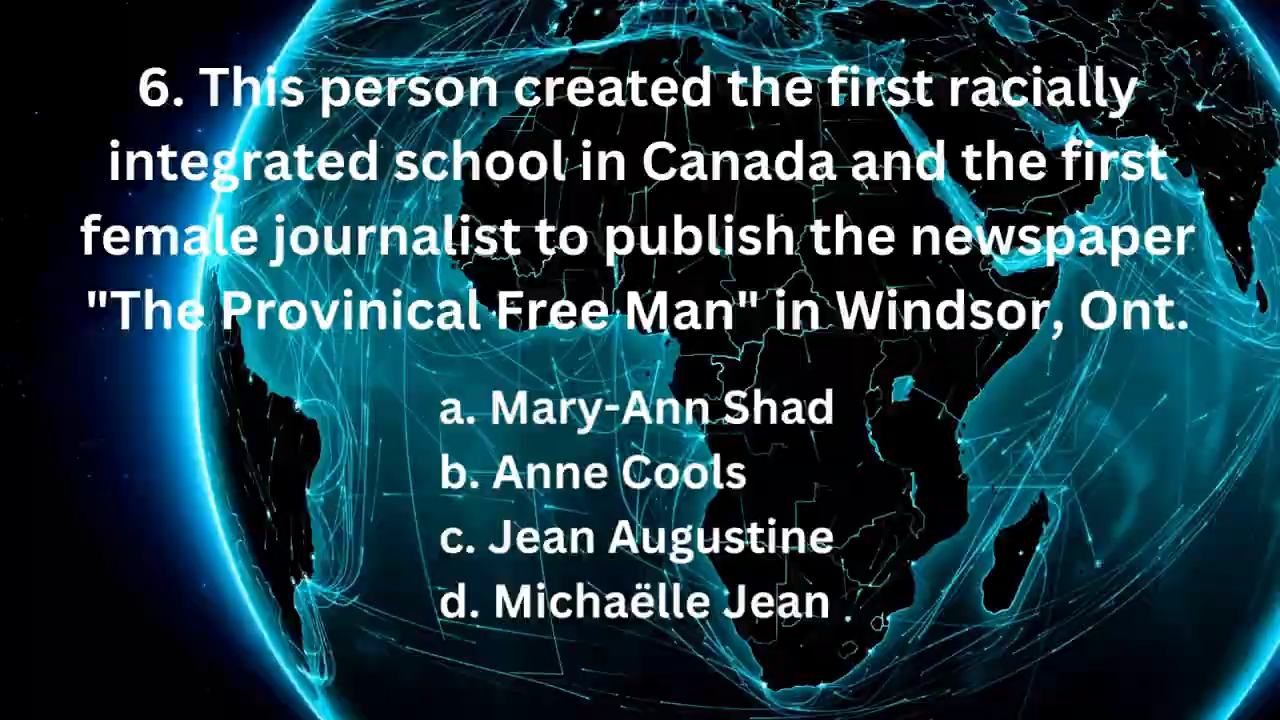 6. This person created the first racially
integrated school in Canada and the first
female journalist to publish the newspaper
"The Provinical Free Man" in Windsor, Ont.
a. Mary-Ann Shad
b. Anne Cools
c. Jean Augustine
d. Michaëlle Jean